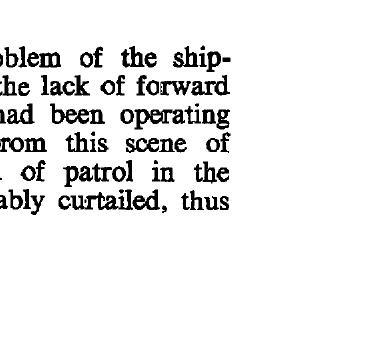 oblem of the ship-
the lack of forward
had been operating
rom this scene of
of patrol in the
ably curtailed, thus